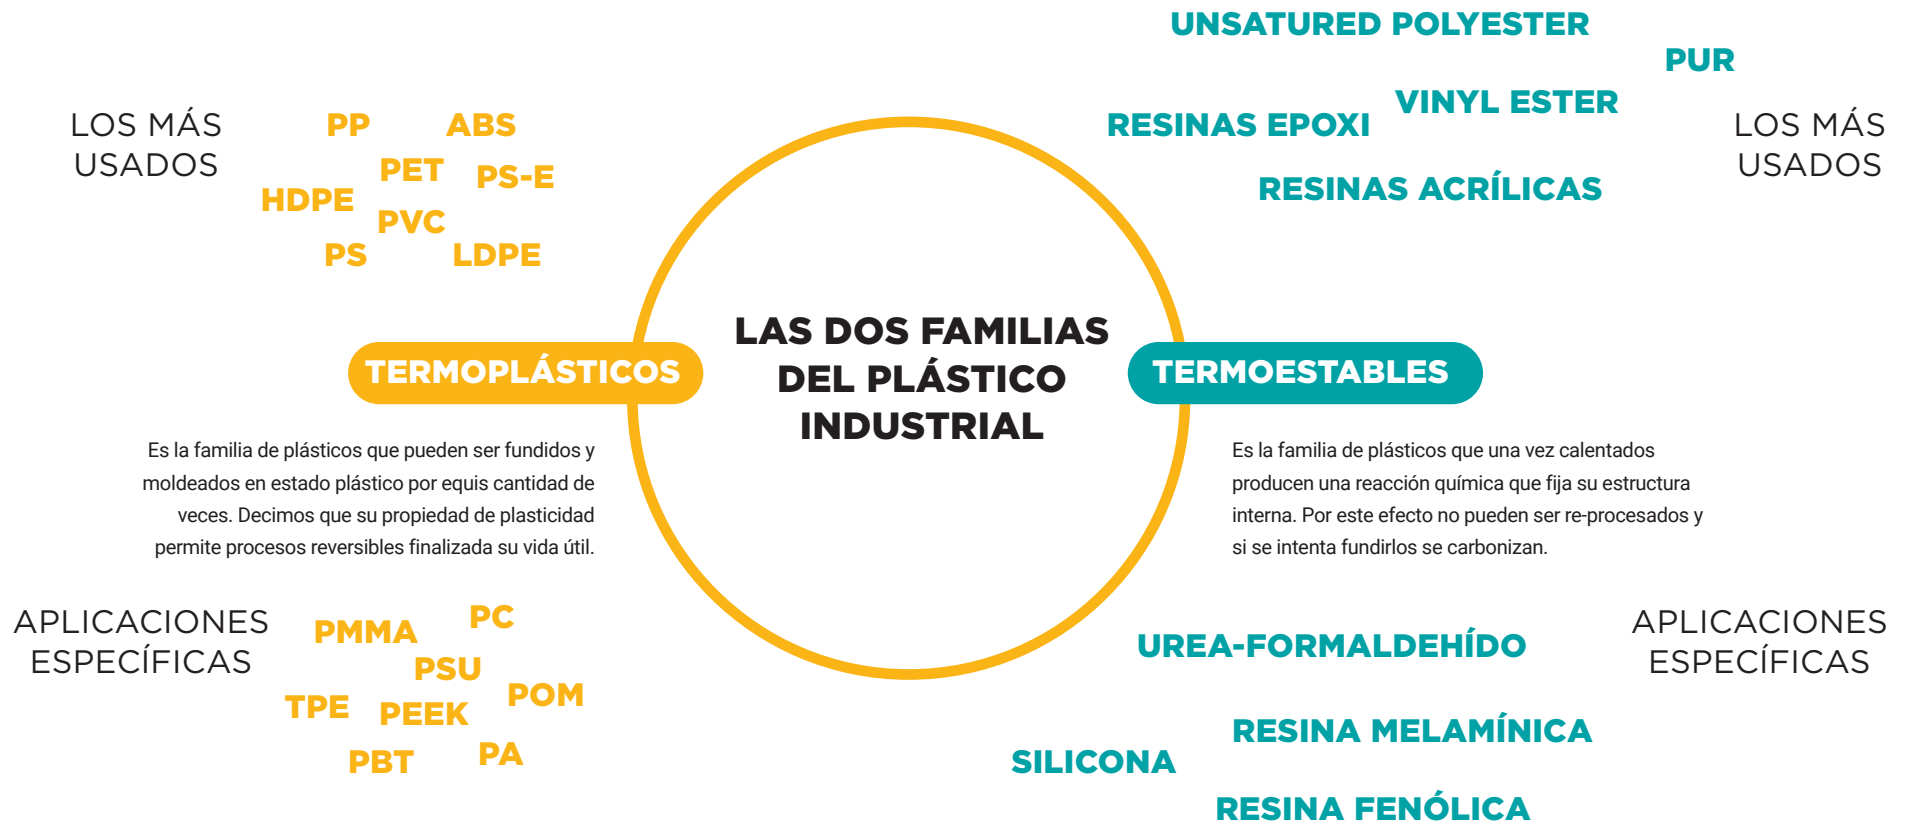 UNSATURED POLYESTER
PUR
LOS MÁS
USADOS
PP
ABS
PET
PS-E
HDPE
PVC
PS
LDPE
VINYL ESTER
RESINAS EPOXI
RESINAS ACRÍLICAS
LOS MÁS
USADOS
LAS DOS FAMILIAS
DEL PLÁSTICO
INDUSTRIAL
TERMOPLÁSTICOS
Es la familia de plásticos que pueden ser fundidos y
moldeados en estado plástico por equis cantidad de
veces. Decimos que su propiedad de plasticidad
permite procesos reversibles finalizada su vida útil.
TERMOESTABLES
Es la familia de plásticos que una vez calentados
producen una reacción química que fija su estructura
interna. Por este efecto no pueden ser re-procesados y
si se intenta fundirlos se carbonizan.
APLICACIONES
ESPECÍFICAS
PMMA
PC
PSU
TPE
PEEK
POM
PBT
PA
UREA-FORMALDEHÍDO
RESINA MELAMÍNICA
SILICONA
RESINA FENÓLICA
APLICACIONES
ESPECÍFICAS